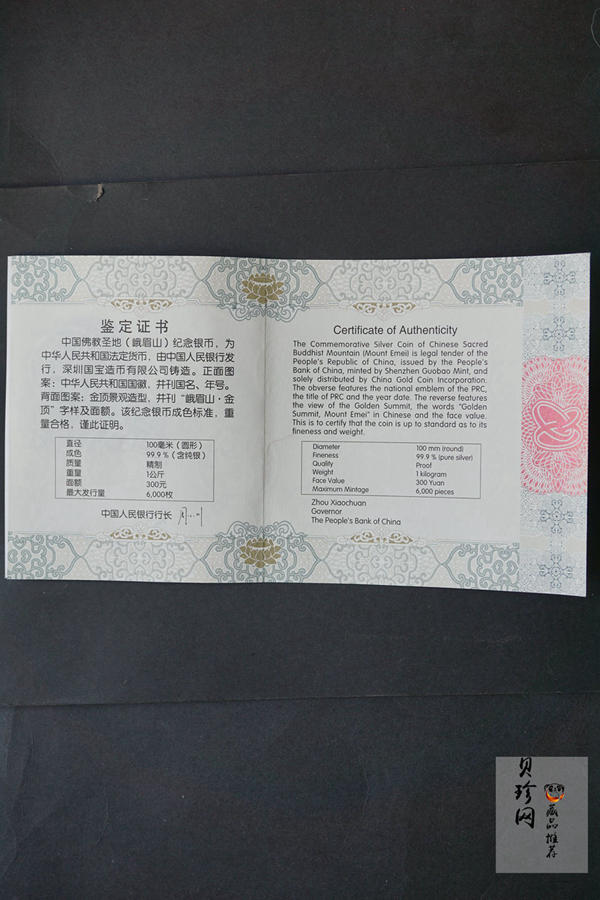 鉴定证书
中国佛教圣地（峨眉山）纪念银币，为
中华人民共和国法定货币，由中国人民银行发
行，深圳国宝造币有限公司铸造。正面图
案：中华人民共和国国徽，并刊国名、年号。
背面图案：金顶景观造型，并刊“峨眉山·金
顶”字样及面额。该纪念银币成色标准，重
量合格，谨此证明。
直径 100毫米（圆形）
成色 99.9％（含纯银）
质量 精制
重量 1公斤
面额 300元
最大发行量 6,000枚
中国人民银行行长
Certificate of Authenticity
The Commemorative Silver Coin of Chinese Sacred
Buddhist Mountain (Mount Emei) is legal tender of the
People's Republic of China, issued by the People's
Bank of China, minted by Shenzhen Guobao Mint, and
solely distributed by China Gold Coin Incorporation.
The obverse features the national emblem of the PRC,
the title of PRC and the year date. The reverse features
the view of the Golden Summit, the words “Golden
Summit, Mount Emei” in Chinese and the face value.
This is to certify that the coin is up to standard as to its
fineness and weight.
Diameter 100 mm (round)
Fineness 99.9 % (pure silver)
Quality Proof
Weight 1 kilogram
Face Value 300 Yuan
Maximum Mintage 6,000 pieces
Zhou Xiaochuan
Governor
The People's Bank of China
贝珍网
藏品推荐